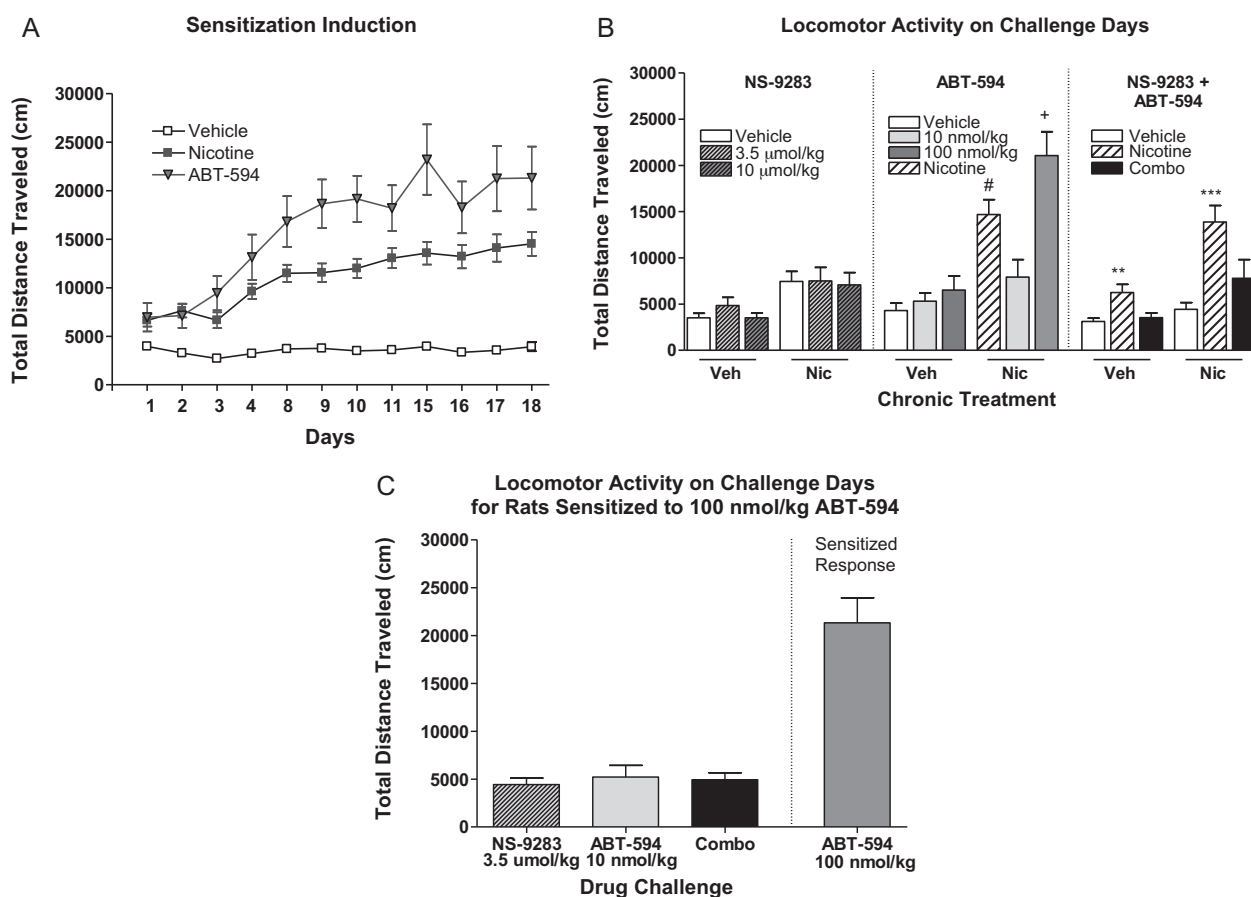 A
Sensitization Induction
Total Distance Traveled (cm)
30000
25000
20000
15000
10000
5000
0
Vehicle
Nicotine
ABT-594
1 2 3 4 8 9 10 11 15 16 17 18
Days
B
Locomotor Activity on Challenge Days
Total Distance Traveled (cm)
30000
25000
20000
15000
10000
5000
0
NS-9283
Vehicle
3.5 μmol/kg
10 μmol/kg
ABT-594
Vehicle
10 nmol/kg
100 nmol/kg
Nicotine
#
+
NS-9283 +
ABT-594
Vehicle
Nicotine
Combo
**
***
Veh Nic Veh Nic Veh Nic
Chronic Treatment
C
Locomotor Activity on Challenge Days
for Rats Sensitized to 100 nmol/kg ABT-594
Total Distance Traveled (cm)
30000
25000
20000
15000
10000
5000
0
Sensitized
Response
NS-9283 ABT-594 Combo ABT-594
3.5 umol/kg 10 nmol/kg 100 nmol/kg
Drug Challenge